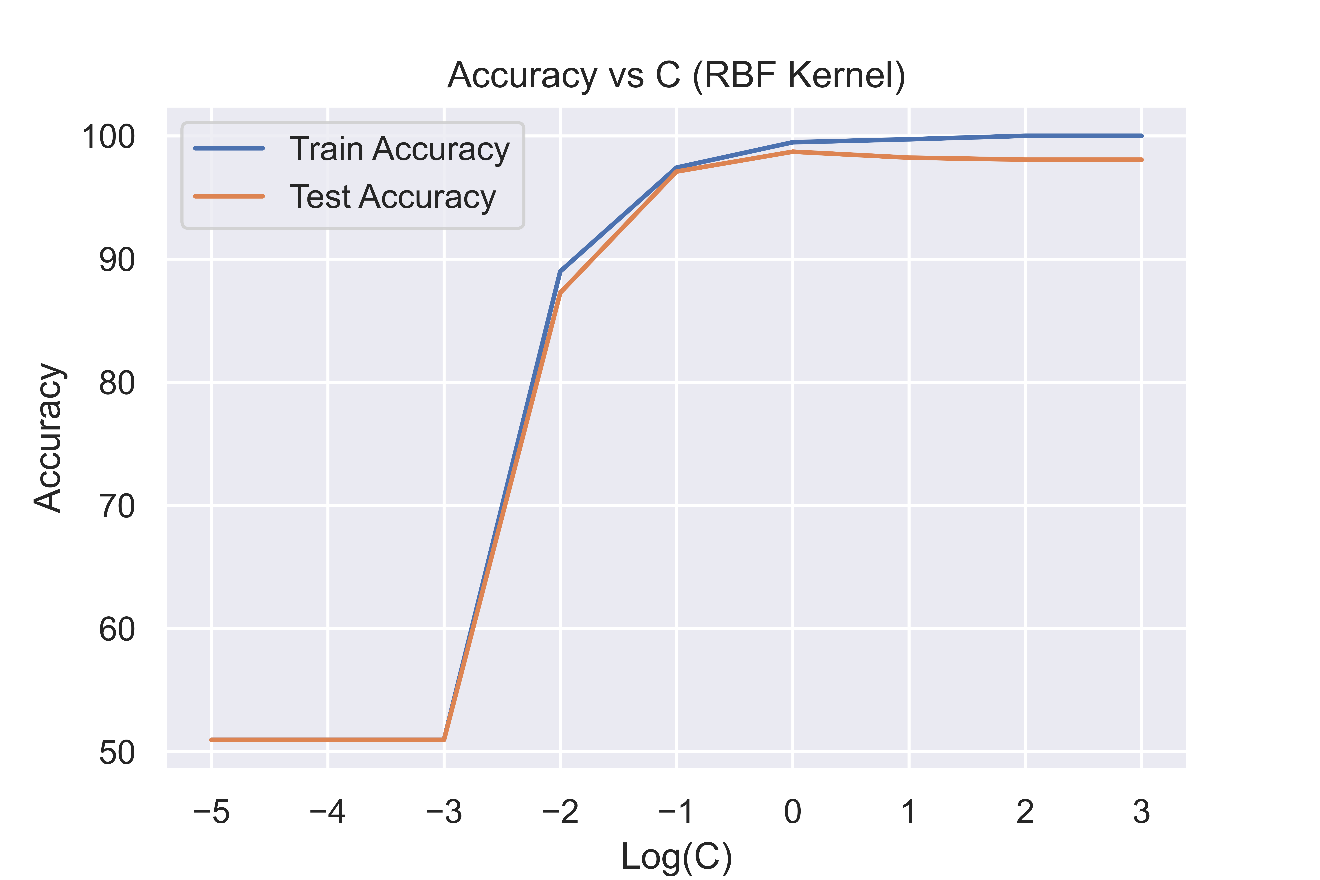 Accuracy vs C (RBF Kernel)
Train Accuracy
Test Accuracy
100
90
80
70
60
50
Accuracy
−5 −4 −3 −2 −1 0 1 2 3
Log(C)